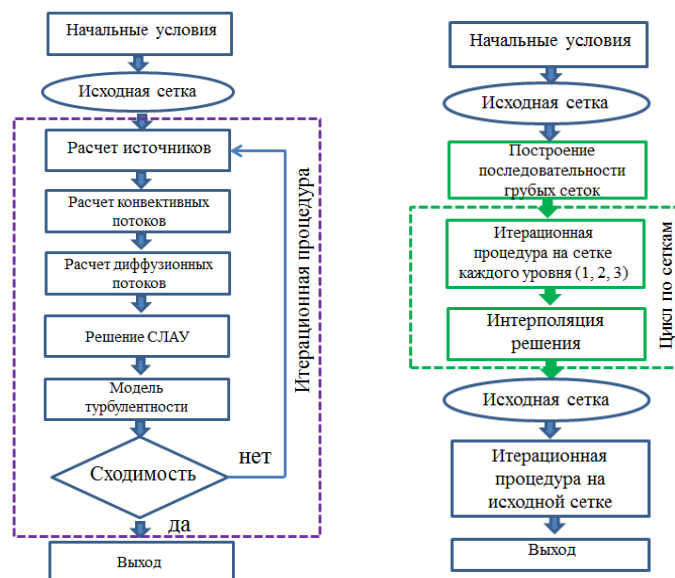 Начальные условия
Исходная сетка
Расчет источников
Расчет конвективных
потоков
Расчет диффузионных
потоков
Решение СЛАУ
Модель
турбулентности
Сходимость
нет
да
Выход
Итерационная процедура
Начальные условия
Исходная сетка
Построение
последовательности
грубых сеток
Итерационная
процедура на сетке
каждого уровня (1, 2, 3)
Интерполяция
решения
Цикл по сеткам
Исходная сетка
Итерационная
процедура на
исходной сетке
Выход